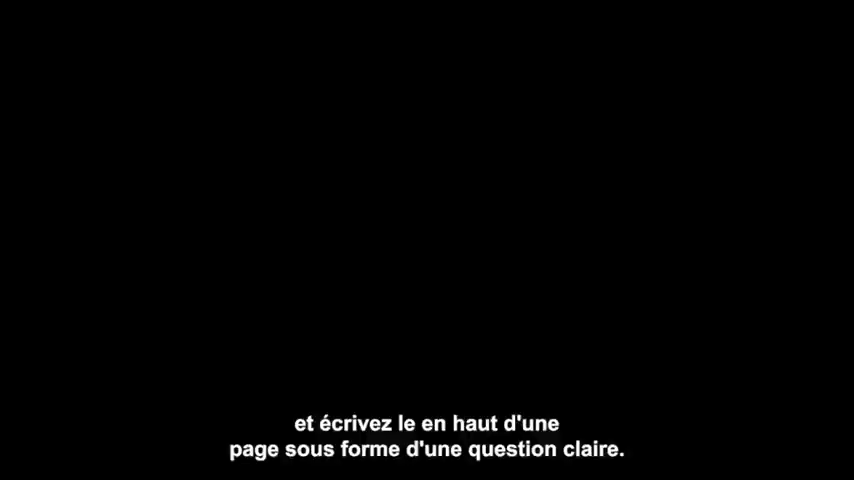 et écrivez le en haut d'une
page sous forme d'une question claire.